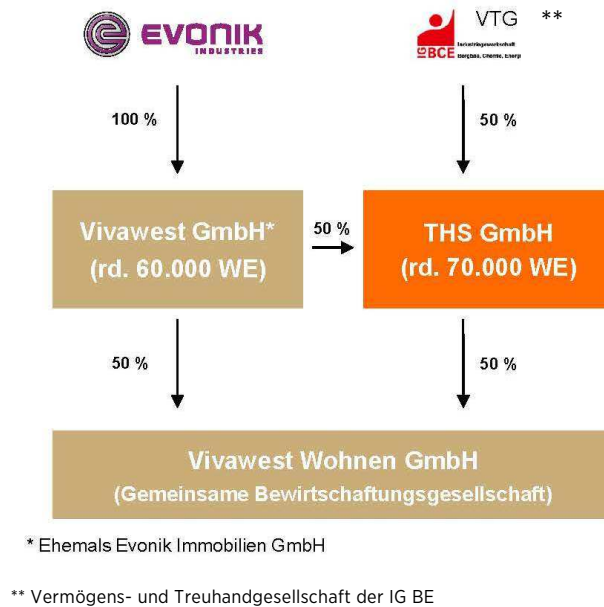 EVONIK
INDUSTRIES
VTG **
IG BCE
Industriegewerkschaft
Bergbau, Chemie, Energi
100 %
50 %
Vivawest GmbH*
(rd. 60.000 WE)
50 %
THS GmbH
(rd. 70.000 WE)
50 %
50 %
Vivawest Wohnen GmbH
(Gemeinsame Bewirtschaftungsgesellschaft)
* Ehemals Evonik Immobilien GmbH
** Vermögens- und Treuhandgesellschaft der IG BE